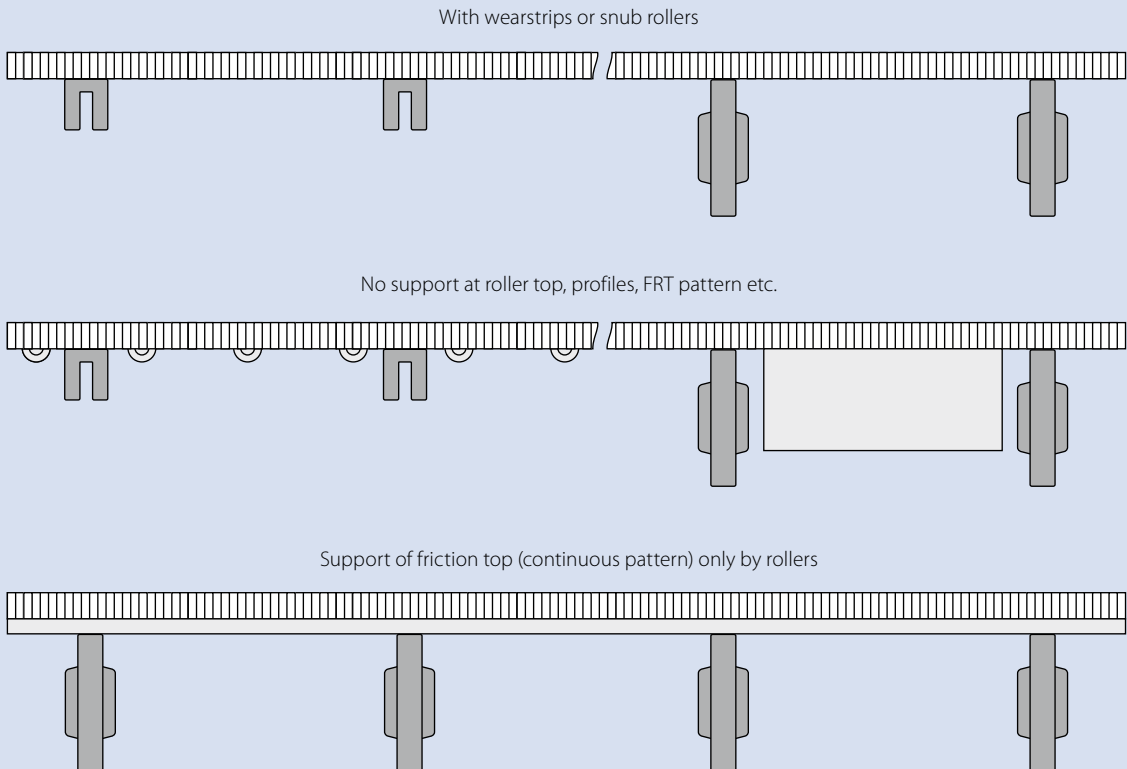 With wearstrips or snub rollers
No support at roller top, profiles, FRT pattern etc.
Support of friction top (continuous pattern) only by rollers